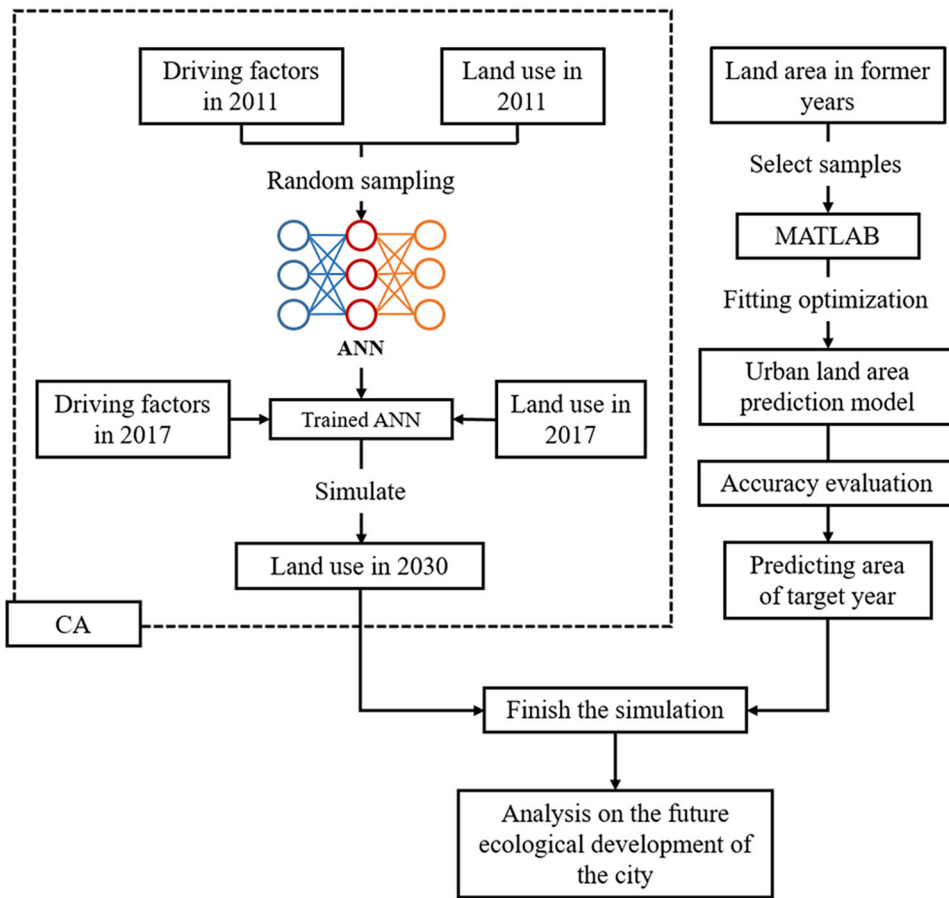 Driving factors
in 2011
Land use in
2011
Random sampling
ANN
Driving factors
in 2017
Trained ANN
Land use in
2017
Simulate
Land use in 2030
CA
Land area in former
years
Select samples
MATLAB
Fitting optimization
Urban land area
prediction model
Accuracy evaluation
Predicting area
of target year
Finish the simulation
Analysis on the future
ecological development of
the city